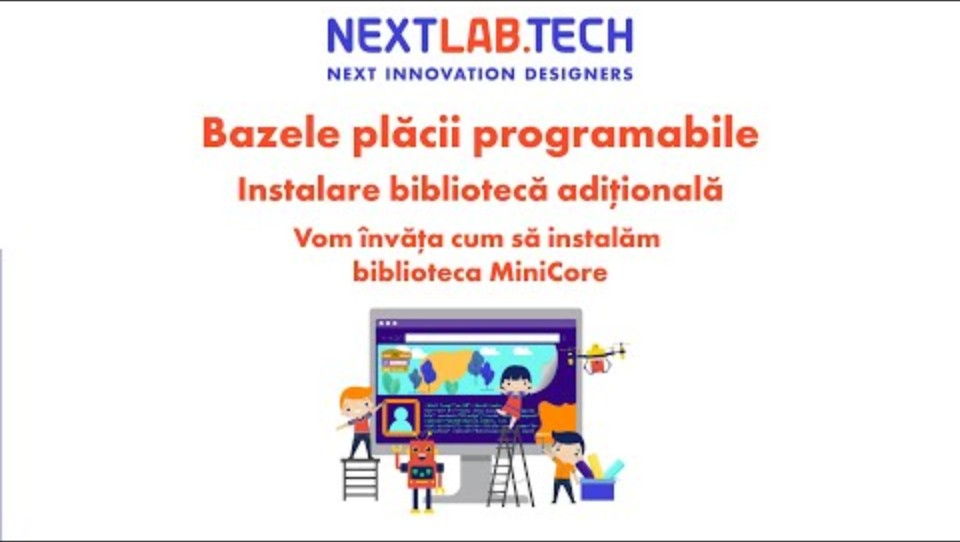 NEXTLAB.TECH
NEXT INNOVATION DESIGNERS
Bazele plăcii programabile
Instalare bibliotecă adițională
Vom învăța cum să instalăm
biblioteca MiniCore